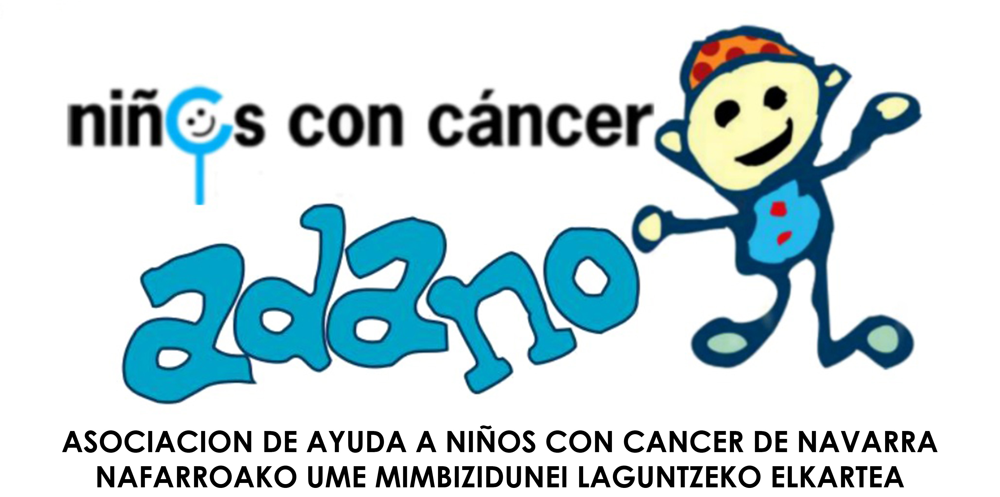 niños con cáncer
adano
ASOCIACION DE AYUDA A NIÑOS CON CANCER DE NAVARRA
NAFARROAKO UME MIMBIZIDUNEI LAGUNTZEKO ELKARTEA